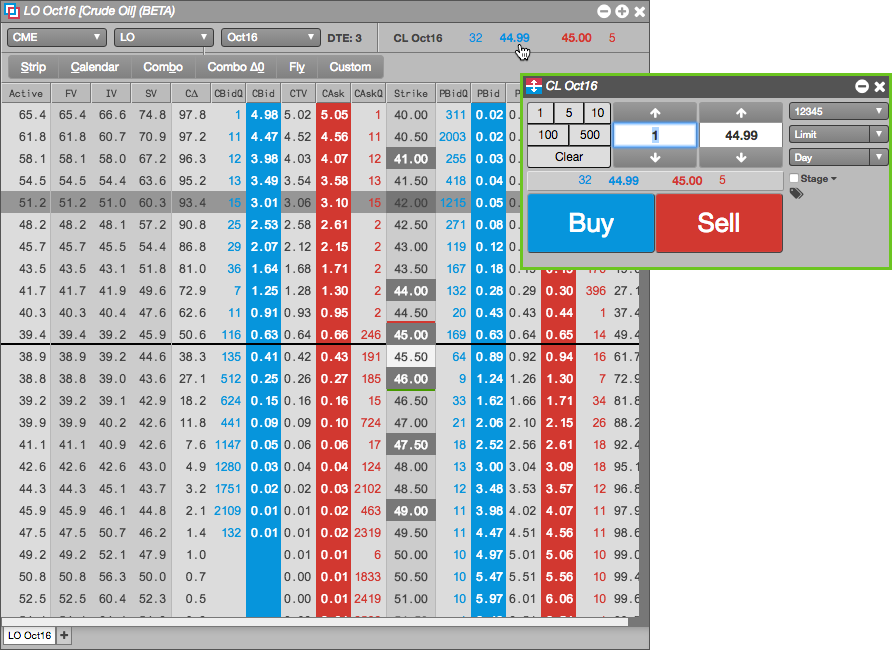 LO Oct16 [Crude Oil] (BETA)
CME LO Oct16 DTE: 3 CL Oct16 32 44.99 45.00 5
Strip Calendar Combo Combo Δ0 Fly Custom
CL Oct16
1 5 10
100 500
Clear
1
44.99
12345
Limit
Day
Stage
32 44.99 45.00 5
Buy Sell
Active FV IV SV CΔ CBidQ CBid CTV CAsk CAskQ Strike PBidQ PBid
65.4 65.4 66.6 74.8 97.8 1 4.98 5.02 5.05 1 40.00 311 0.02 0.
61.8 61.8 62.8 70.9 97.2 11 4.47 4.52 4.56 11 40.50 2003 0.02 0.
58.1 58.1 58.0 67.2 96.3 12 3.98 4.03 4.07 12 41.00 255 0.03 0.
54.5 54.5 54.4 63.6 95.2 13 3.49 3.54 3.58 13 41.50 418 0.04 0.
51.2 51.2 51.0 60.3 93.4 15 3.01 3.06 3.10 15 42.00 1215 0.05 0.
48.2 48.2 48.1 57.2 90.8 25 2.53 2.58 2.61 2 42.50 271 0.08 0.
45.7 45.7 45.5 54.4 86.8 29 2.07 2.12 2.15 2 43.00 119 0.12 0.
43.5 43.5 43.1 51.8 81.0 36 1.64 1.68 1.71 2 43.50 167 0.18
41.7 41.7 41.9 49.6 72.9 7 1.25 1.28 1.30 2 44.00 132 0.28 0.29 0.30 396 27.1
40.3 40.3 40.4 47.6 62.6 11 0.91 0.93 0.95 2 44.50 20 0.43 0.43 0.44 1 37.4
39.4 39.4 39.2 45.9 50.6 116 0.63 0.64 0.66 246 45.00 169 0.63 0.64 0.65 14 49.4
38.9 38.9 39.2 44.6 38.3 135 0.41 0.42 0.43 191 45.50 64 0.89 0.92 0.94 16 61.7
38.8 38.8 39.0 43.6 27.1 512 0.25 0.26 0.27 185 46.00 9 1.24 1.26 1.30 7 72.9
39.2 39.2 39.1 42.9 18.2 624 0.15 0.16 0.16 15 46.50 33 1.62 1.66 1.71 34 81.8
39.9 39.9 40.2 42.6 11.8 441 0.09 0.09 0.10 724 47.00 21 2.06 2.10 2.15 26 88.2
41.1 41.1 40.9 42.6 7.6 1147 0.05 0.06 0.06 17 47.50 18 2.52 2.56 2.61 18 92.4
42.6 42.6 42.6 43.0 4.9 1280 0.03 0.04 0.04 124 48.00 13 3.00 3.04 3.09 18 95.1
44.3 44.3 45.1 43.7 3.2 1751 0.02 0.02 0.03 2102 48.50 12 3.48 3.53 3.57 12 96.8
45.9 45.9 46.1 44.8 2.1 2109 0.01 0.01 0.02 463 49.00 11 3.98 4.02 4.07 11 97.9
47.5 47.5 50.7 46.2 1.4 132 0.01 0.01 0.02 2319 49.50 11 4.47 4.51 4.56 11 98.6
49.2 49.2 52.1 47.9 1.0 0.01 0.01 6 50.00 10 4.97 5.01 5.06 10 99.0
50.8 50.8 56.3 50.0 0.7 0.00 0.01 1833 50.50 10 5.47 5.51 5.56 10 99.4
52.5 52.5 60.4 52.3 0.5 0.00 0.01 2419 51.00 10 5.97 6.01 6.06 10 99.6
LO Oct16 +